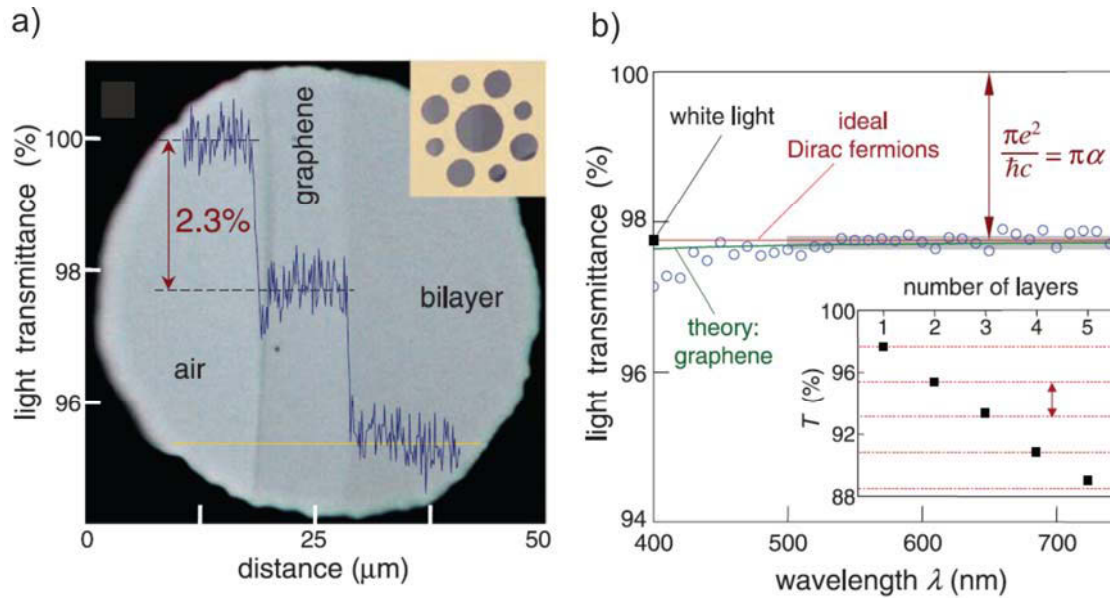 a)
light transmittance (%)
100
98
96
2.3%
air
graphene
bilayer
0
25
50
distance (μm)
b)
light transmittance (%)
100
98
96
94
white light
ideal
Dirac fermions
πe²/ħc = πα
theory:
graphene
number of layers
1 2 3 4 5
T (%)
100
96
92
88
400 500 600 700
wavelength λ (nm)